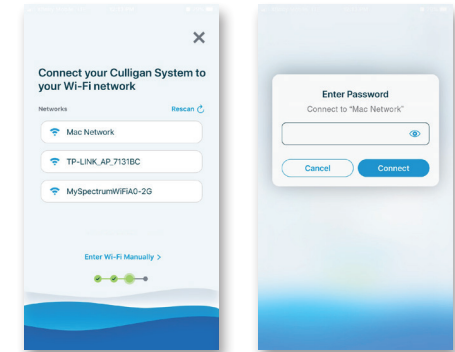 Connect your Culligan System to
your Wi-Fi network
Networks Rescan
Mac Network
TP-LINK_AP_7131BC
MySpectrumWiFiA0-2G
Enter Wi-Fi Manually >
Enter Password
Connect to "Mac Network"
Cancel Connect